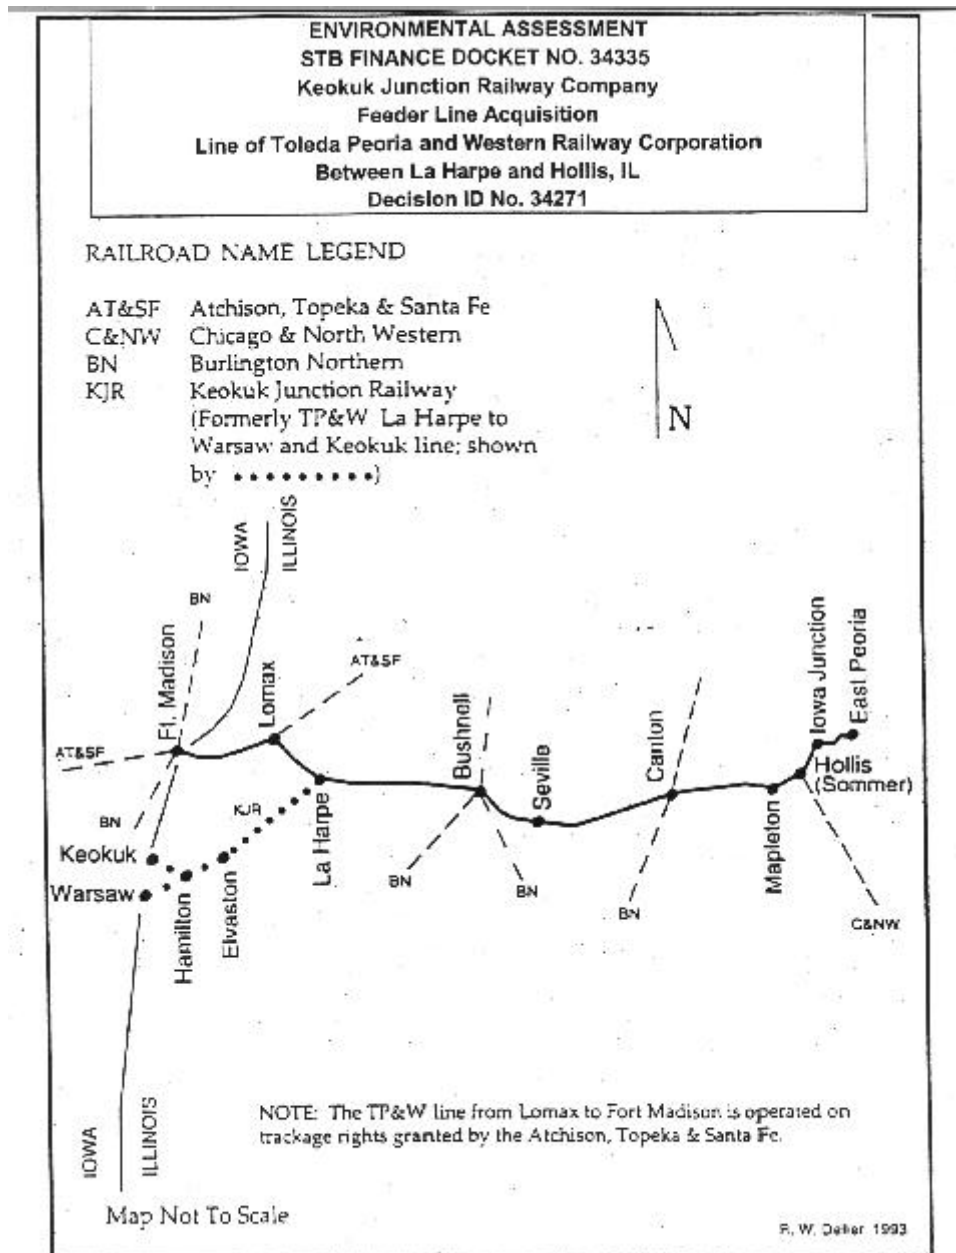 ENVIRONMENTAL ASSESSMENT
STB FINANCE DOCKET NO. 34335
Keokuk Junction Railway Company
Feeder Line Acquisition
Line of Toleda Peoria and Western Railway Corporation
Between La Harpe and Hollis, IL
Decision ID No. 34271
RAILROAD NAME LEGEND
AT&SF Atchison, Topeka & Santa Fe
C&NW Chicago & North Western
BN Burlington Northern
KJR Keokuk Junction Railway
(Formerly TP&W La Harpe to
Warsaw and Keokuk line; shown
by • • • • • • • • •)
N
IOWA
ILLINOIS
BN
Ft. Madison
Lomax
AT&SF
AT&SF
BN
KJR
La Harpe
Bushnell
Seville
Canton
Iowa Junction
East Peoria
Hollis
(Sommer)
Mapleton
Keokuk
Warsaw
Hamilton
Elvaston
BN
BN
BN
C&NW
IOWA
ILLINOIS
NOTE: The TP&W line from Lomax to Fort Madison is operated on
trackage rights granted by the Atchison, Topeka & Santa Fe.
Map Not To Scale
R. W. 1993